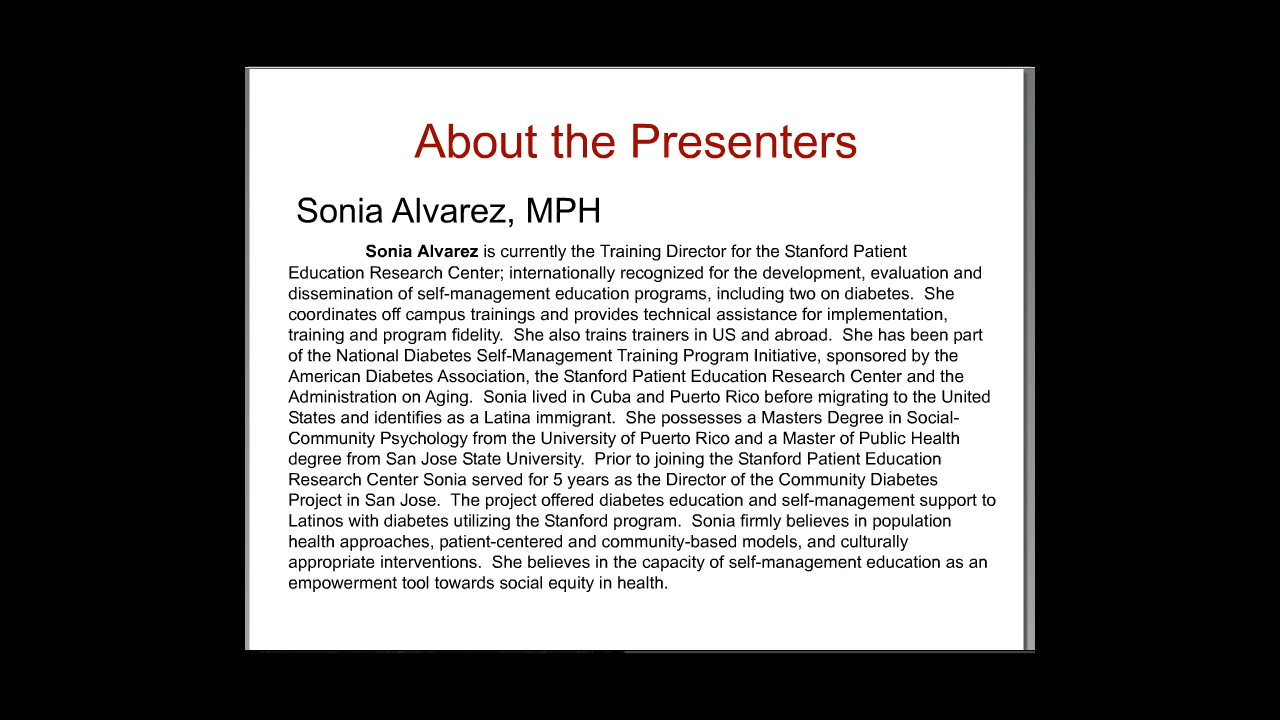 About the Presenters
Sonia Alvarez, MPH
Sonia Alvarez is currently the Training Director for the Stanford Patient
Education Research Center; internationally recognized for the development, evaluation and
dissemination of self-management education programs, including two on diabetes.  She
coordinates off campus trainings and provides technical assistance for implementation,
training and program fidelity.  She also trains trainers in US and abroad.  She has been part
of the National Diabetes Self-Management Training Program Initiative, sponsored by the
American Diabetes Association, the Stanford Patient Education Research Center and the
Administration on Aging.  Sonia lived in Cuba and Puerto Rico before migrating to the United
States and identifies as a Latina immigrant.  She possesses a Masters Degree in Social-
Community Psychology from the University of Puerto Rico and a Master of Public Health
degree from San Jose State University.  Prior to joining the Stanford Patient Education
Research Center Sonia served for 5 years as the Director of the Community Diabetes
Project in San Jose.  The project offered diabetes education and self-management support to
Latinos with diabetes utilizing the Stanford program.  Sonia firmly believes in population
health approaches, patient-centered and community-based models, and culturally
appropriate interventions.  She believes in the capacity of self-management education as an
empowerment tool towards social equity in health.